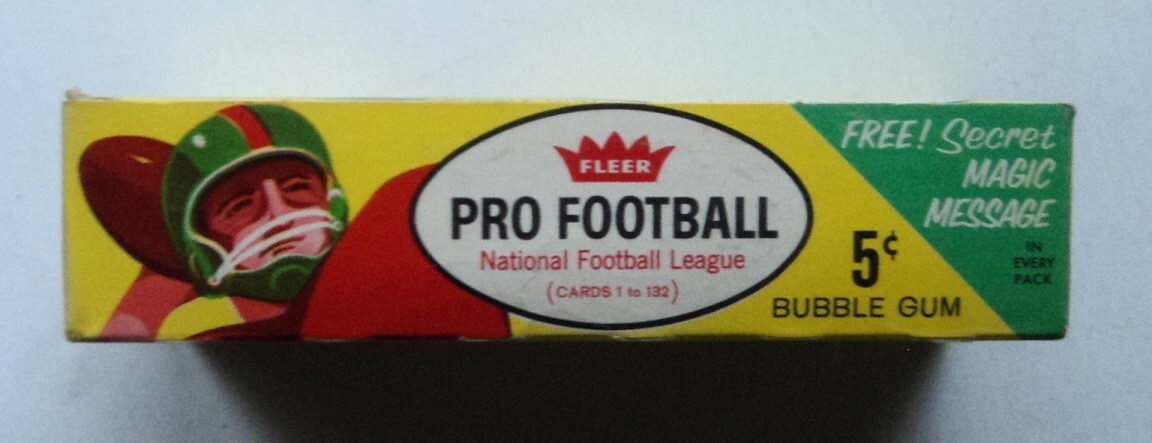 FLEER
PRO FOOTBALL
National Football League
(CARDS 1 to 132)
5¢
BUBBLE GUM
FREE! Secret
MAGIC
MESSAGE
IN
EVERY
PACK